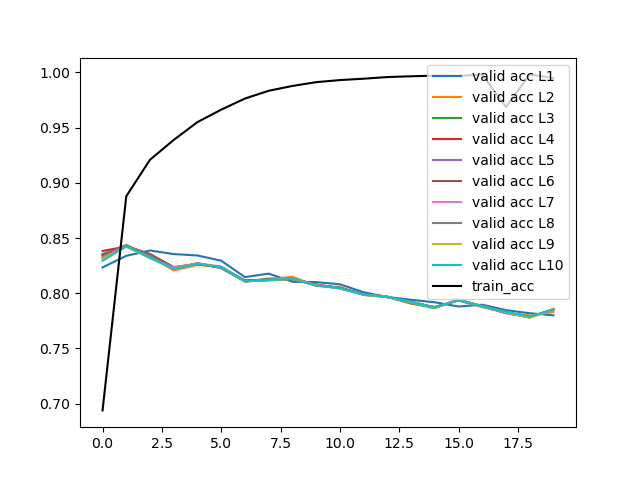 1.00
0.95
0.90
0.85
0.80
0.75
0.70
0.0 2.5 5.0 7.5 10.0 12.5 15.0 17.5
valid acc L1
valid acc L2
valid acc L3
valid acc L4
valid acc L5
valid acc L6
valid acc L7
valid acc L8
valid acc L9
valid acc L10
train_acc